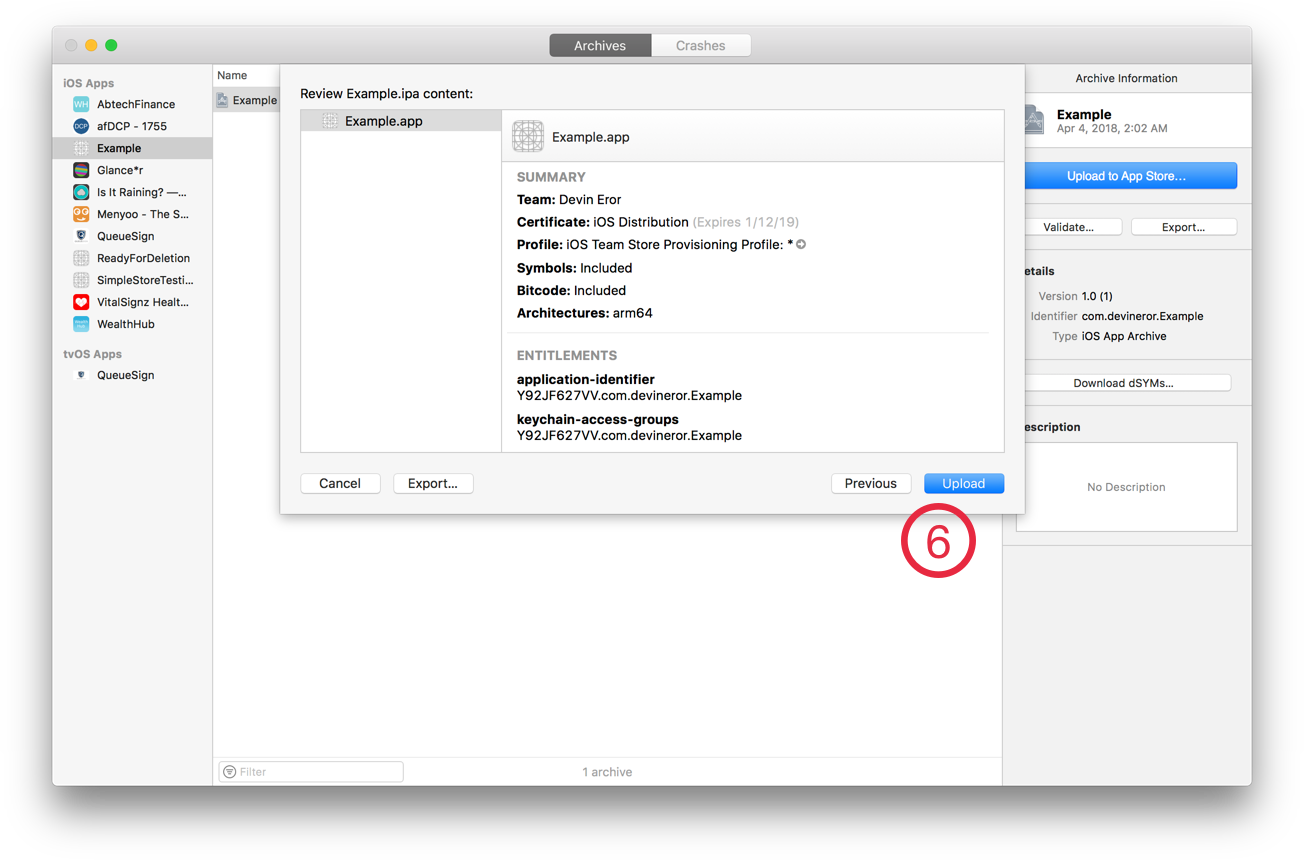 Archives
Crashes
iOS Apps
WH AbtechFinance
DCP afDCP - 1755
Example
Glance*r
Is It Raining? —...
Menyoo - The S...
QueueSign
ReadyForDeletion
SimpleStoreTesti...
VitalSignz Healt...
WealthHub
tvOS Apps
QueueSign
Name
Example
Review Example.ipa content:
Example.app
Example.app
SUMMARY
Team: Devin Eror
Certificate: iOS Distribution (Expires 1/12/19)
Profile: iOS Team Store Provisioning Profile: *
Symbols: Included
Bitcode: Included
Architectures: arm64
ENTITLEMENTS
application-identifier
Y92JF627VV.com.devineror.Example
keychain-access-groups
Y92JF627VV.com.devineror.Example
Cancel
Export...
Previous
Upload
6
Filter
1 archive
Archive Information
Example
Apr 4, 2018, 2:02 AM
Upload to App Store...
Validate...
Export...
etails
Version 1.0 (1)
Identifier com.devineror.Example
Type iOS App Archive
Download dSYMs...
escription
No Description